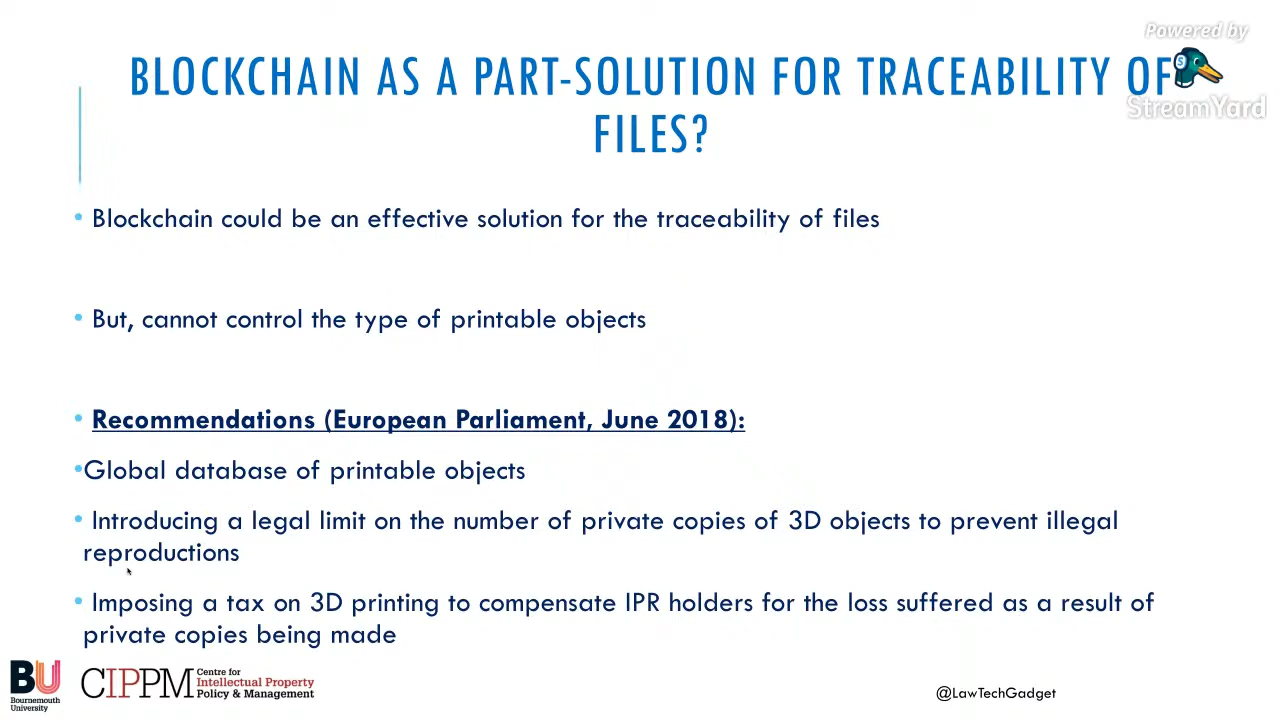 Powered by
StreamYard
BLOCKCHAIN AS A PART-SOLUTION FOR TRACEABILITY OF
FILES?
• Blockchain could be an effective solution for the traceability of files
• But, cannot control the type of printable objects
• Recommendations (European Parliament, June 2018):
•Global database of printable objects
• Introducing a legal limit on the number of private copies of 3D objects to prevent illegal
reproductions
• Imposing a tax on 3D printing to compensate IPR holders for the loss suffered as a result of
private copies being made
BU
Bournemouth
University
CIPPM
Centre for
Intellectual Property
Policy & Management
@LawTechGadget